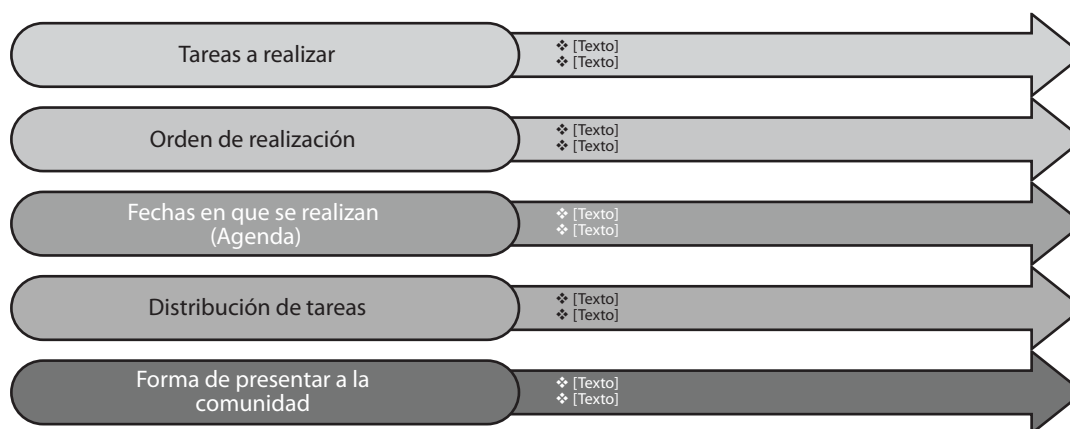 Tareas a realizar
❖ [Texto]
❖ [Texto]
Orden de realización
❖ [Texto]
❖ [Texto]
Fechas en que se realizan
(Agenda)
❖ [Texto]
❖ [Texto]
Distribución de tareas
❖ [Texto]
❖ [Texto]
Forma de presentar a la
comunidad
❖ [Texto]
❖ [Texto]